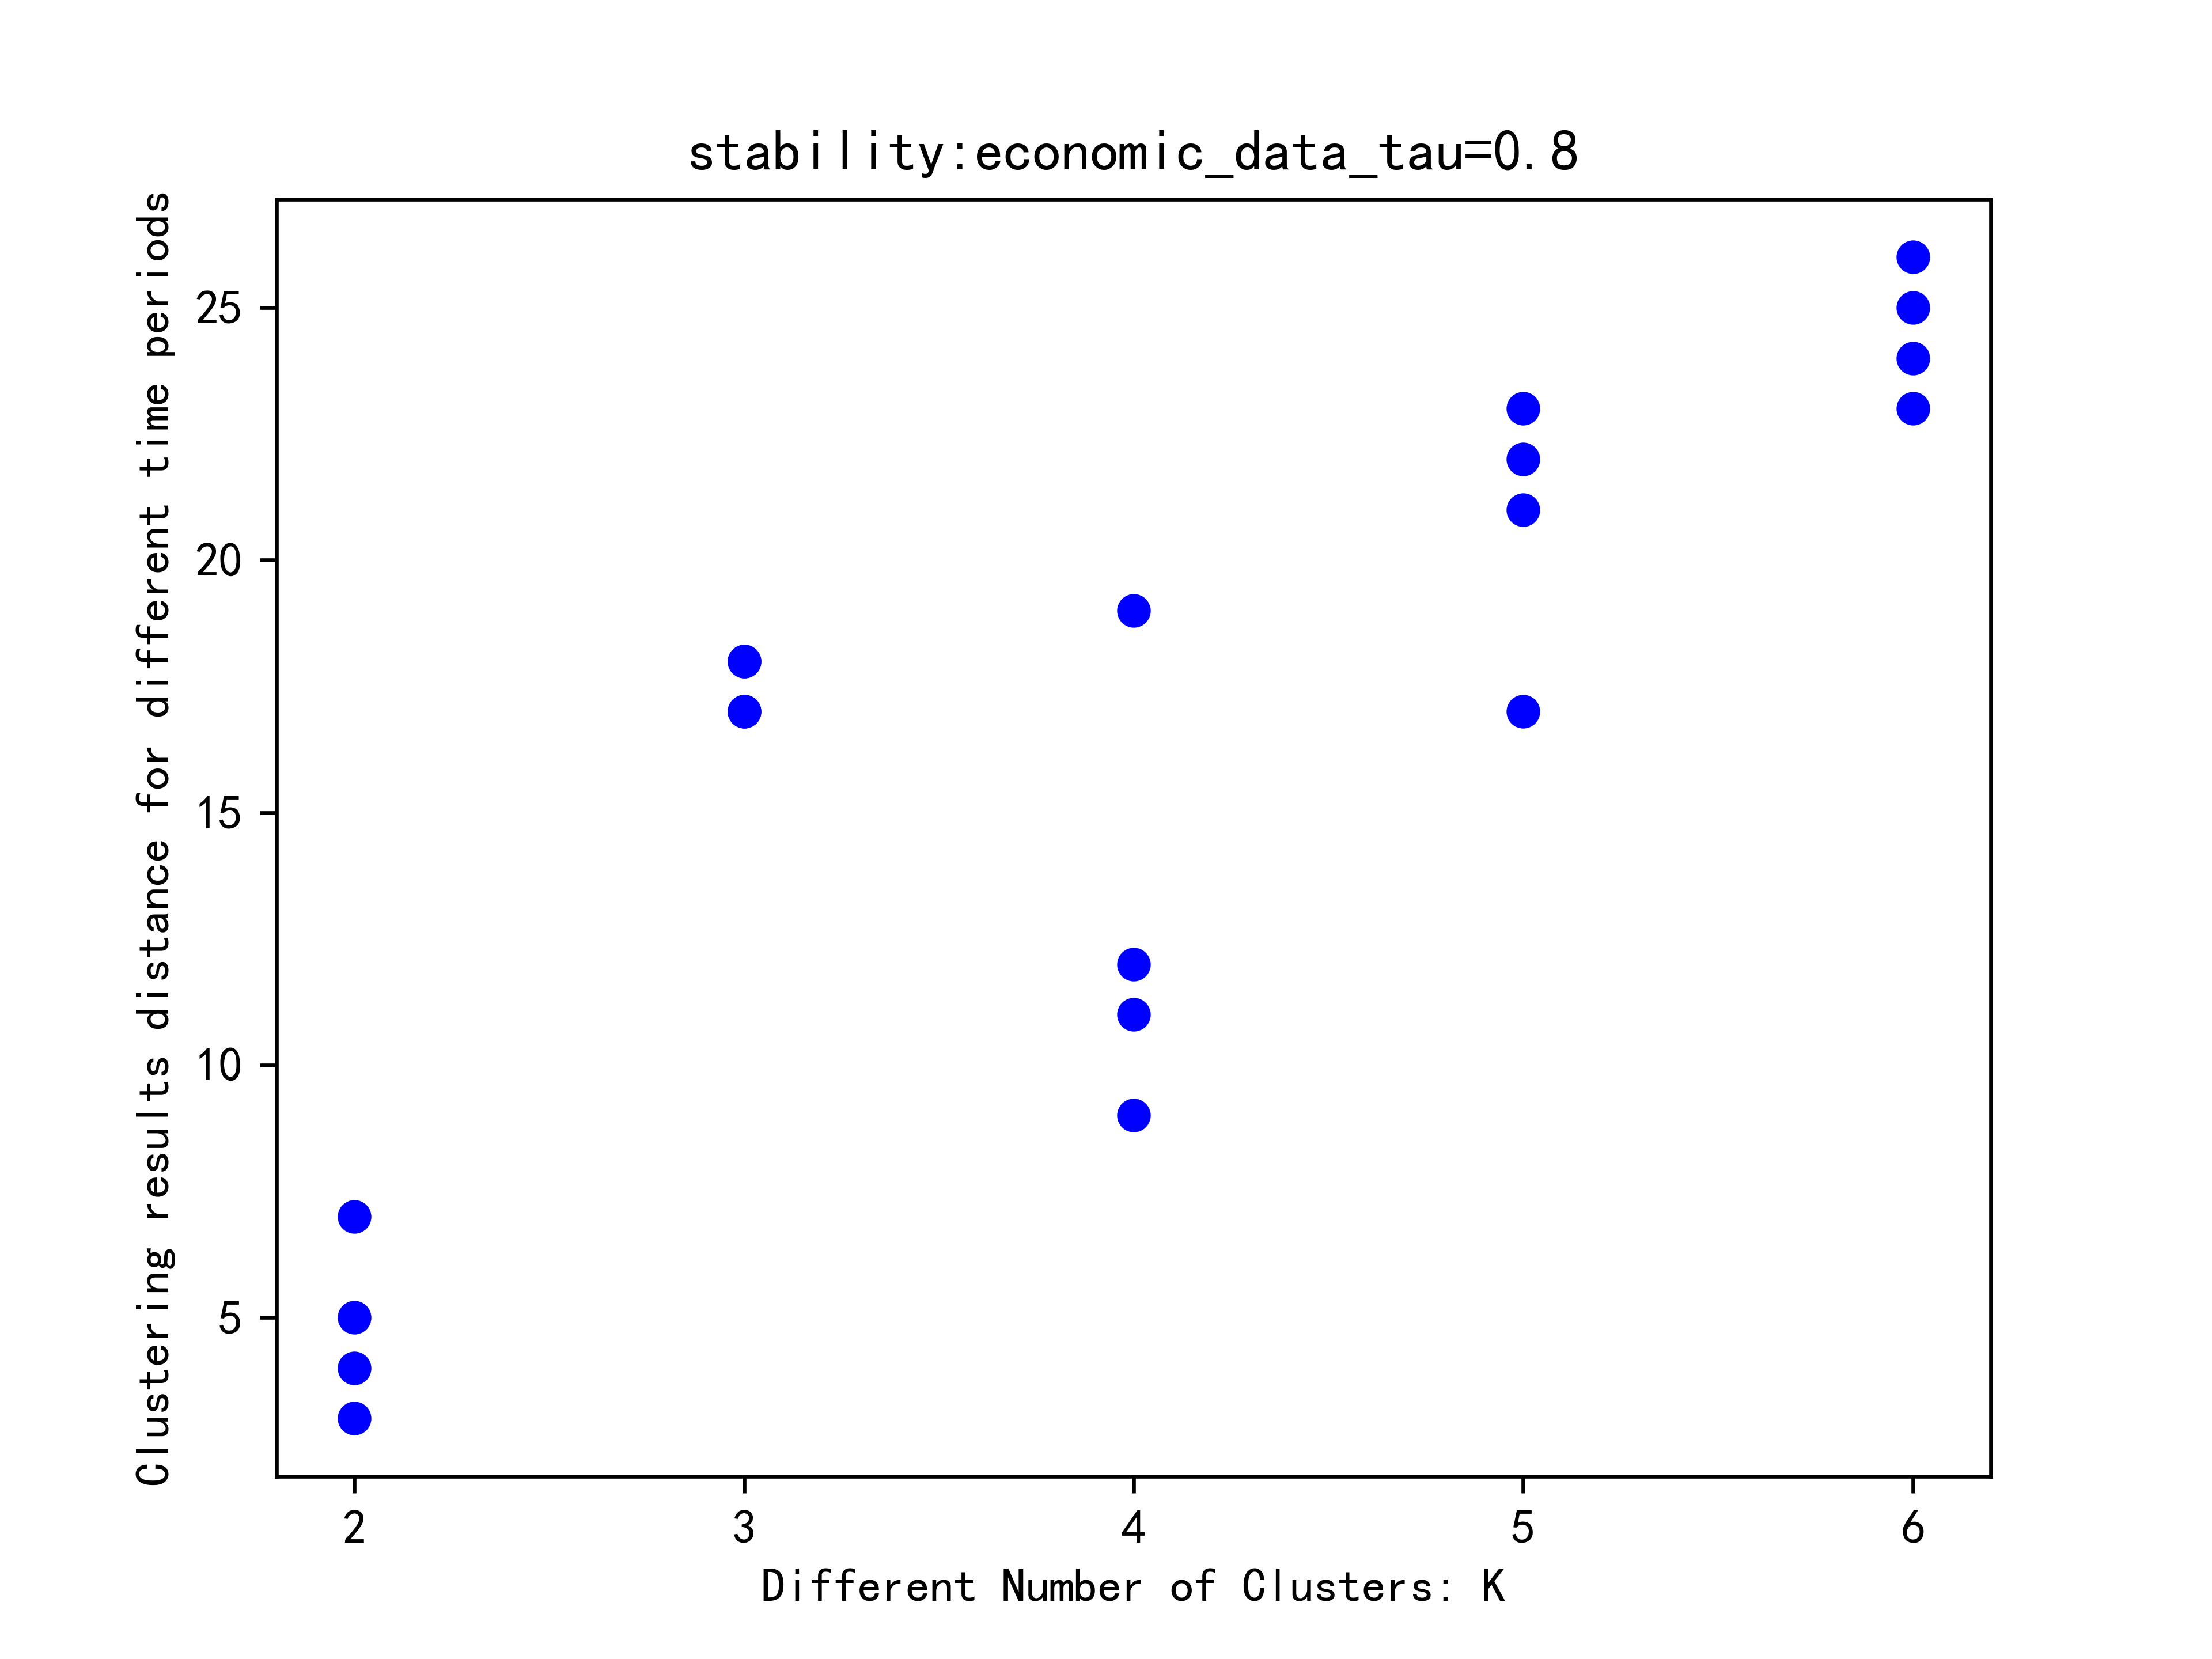 stability:economic_data_tau=0.8
Clustering results distance for different time periods
25
20
15
10
5
2 3 4 5 6
Different Number of Clusters: K